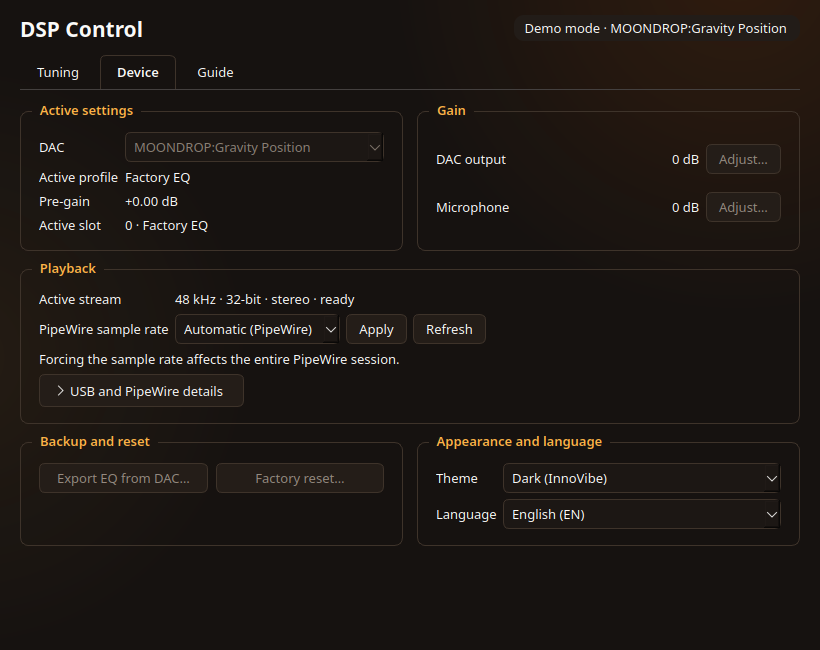 DSP Control
Demo mode · MOONDROP:Gravity Position
Tuning
Device
Guide
Active settings
DAC
MOONDROP:Gravity Position
Active profile Factory EQ
Pre-gain +0.00 dB
Active slot 0 · Factory EQ
Gain
DAC output 0 dB Adjust...
Microphone 0 dB Adjust...
Playback
Active stream 48 kHz · 32-bit · stereo · ready
PipeWire sample rate Automatic (PipeWire) Apply Refresh
Forcing the sample rate affects the entire PipeWire session.
USB and PipeWire details
Backup and reset
Export EQ from DAC... Factory reset...
Appearance and language
Theme Dark (InnoVibe)
Language English (EN)